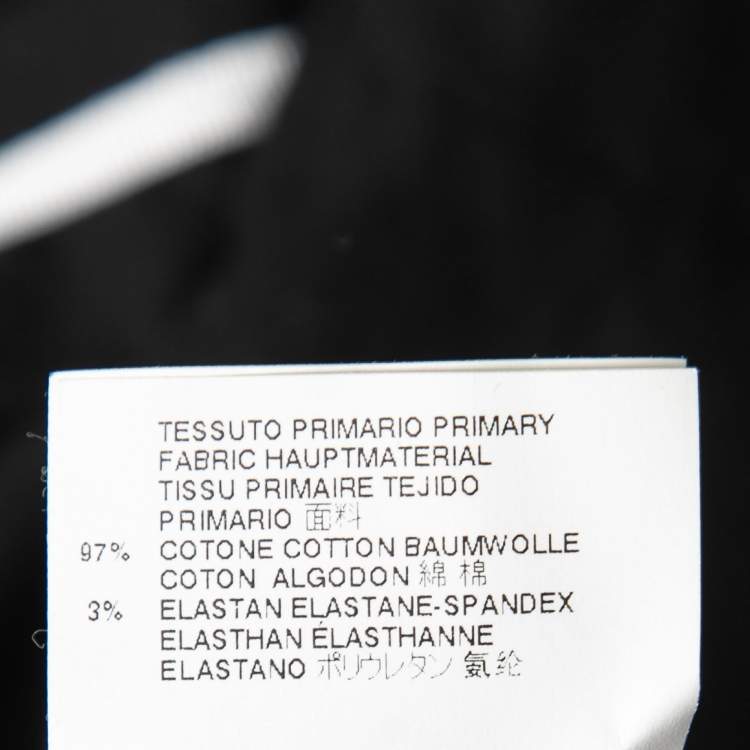 TESSUTO PRIMARIO PRIMARY
FABRIC HAUPTMATERIAL
TISSU PRIMAIRE TEJIDO
PRIMARIO 面料
97% COTONE COTTON BAUMWOLLE
COTON ALGODON 綿 棉
3% ELASTAN ELASTANE-SPANDEX
ELASTHAN ÉLASTHANNE
ELASTANO ポリウレタン 氨纶